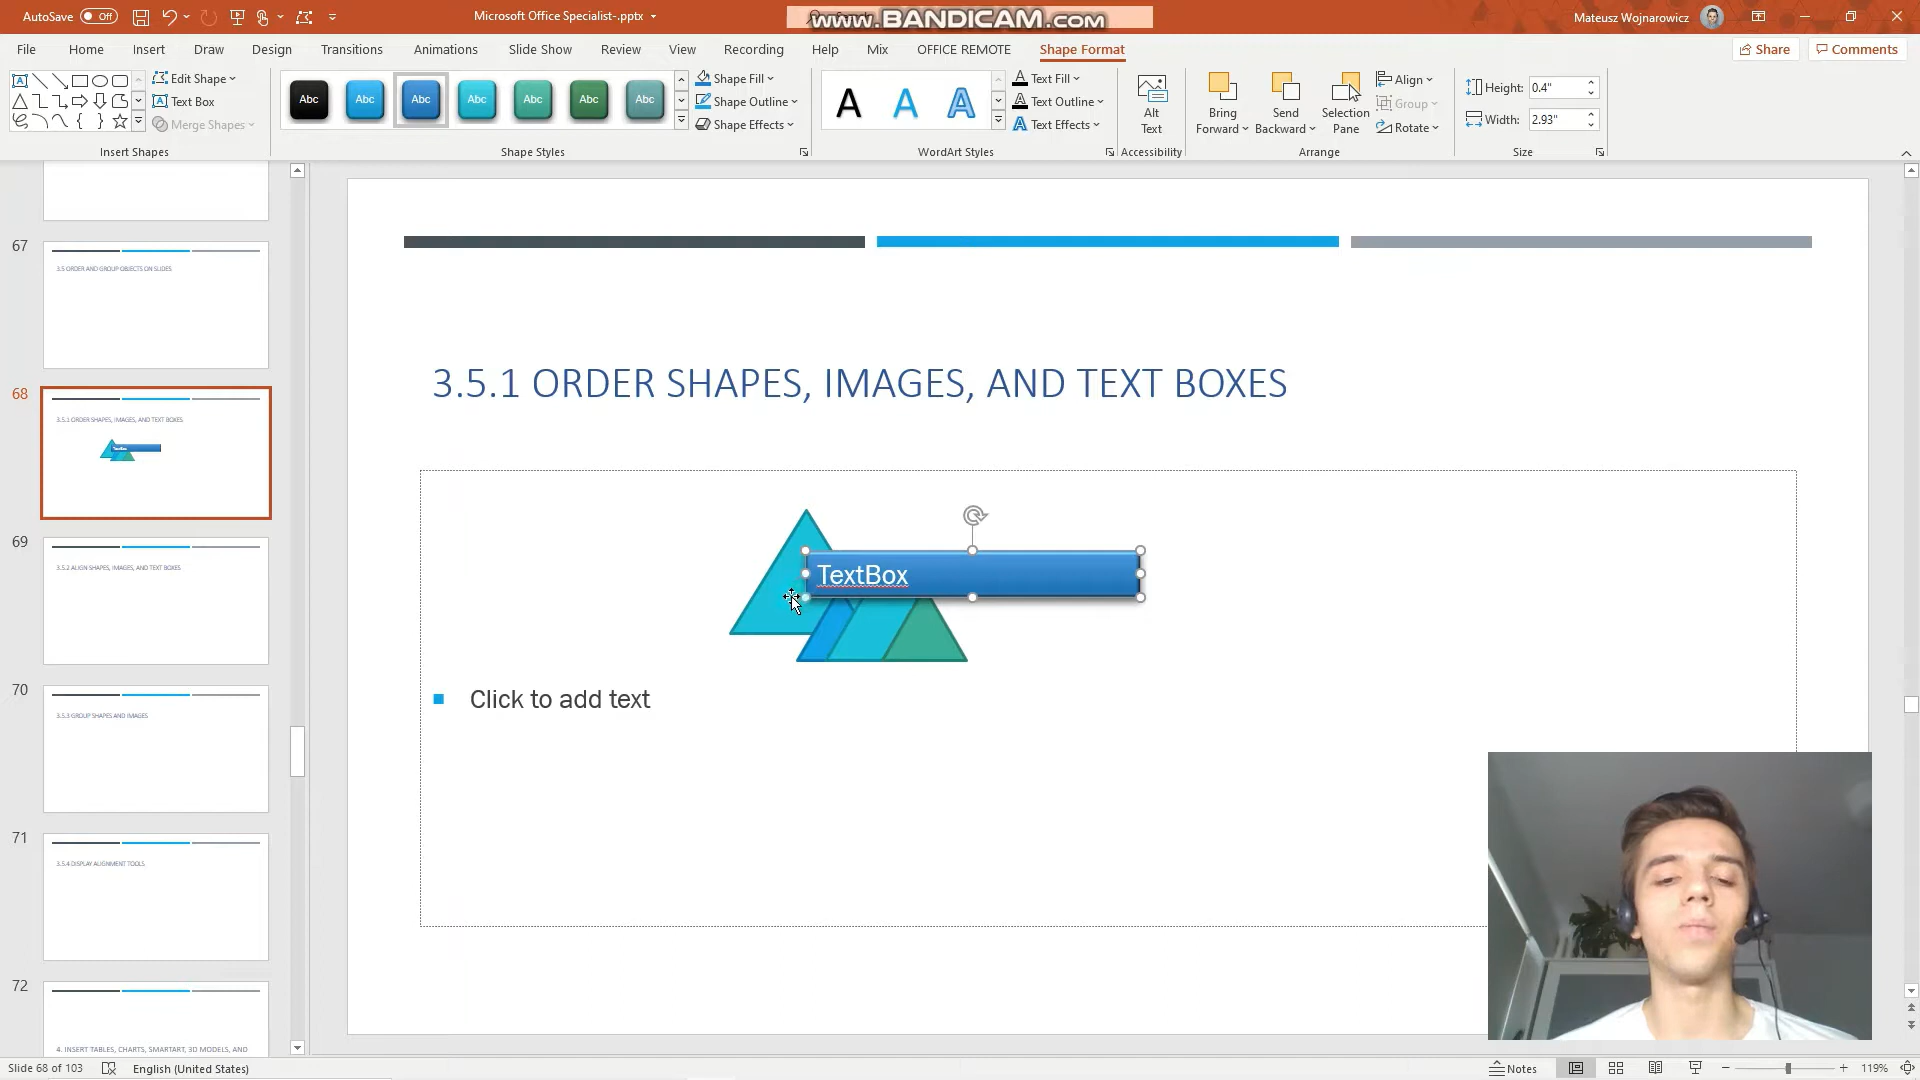 AutoSave Off
Microsoft Office Specialist-.pptx
www.BANDICAM.com
Mateusz Wojnarowicz
File Home Insert Draw Design Transitions Animations Slide Show Review View Recording Help Mix OFFICE REMOTE Shape Format Share Comments
Edit Shape
Text Box
Merge Shapes
Insert Shapes
Abc Abc Abc Abc Abc Abc Abc
Shape Fill
Shape Outline
Shape Effects
Shape Styles
A A A
Text Fill
Text Outline
Text Effects
WordArt Styles
Alt Text
Accessibility
Bring Forward
Send Backward
Selection Pane
Align
Group
Rotate
Arrange
Height: 0.4"
Width: 2.93"
Size
67
3.5 ORDER AND GROUP OBJECTS ON SLIDES
68
3.5.1 ORDER SHAPES, IMAGES, AND TEXT BOXES
TextBox
69
3.5.2 ALIGN SHAPES, IMAGES, AND TEXT BOXES
70
3.5.3 GROUP SHAPES AND IMAGES
71
3.5.4 DISPLAY ALIGNMENT TOOLS
72
4. INSERT TABLES, CHARTS, SMARTART, 3D MODELS, AND
3.5.1 ORDER SHAPES, IMAGES, AND TEXT BOXES
TextBox
Click to add text
Slide 68 of 103 English (United States) Notes 119%